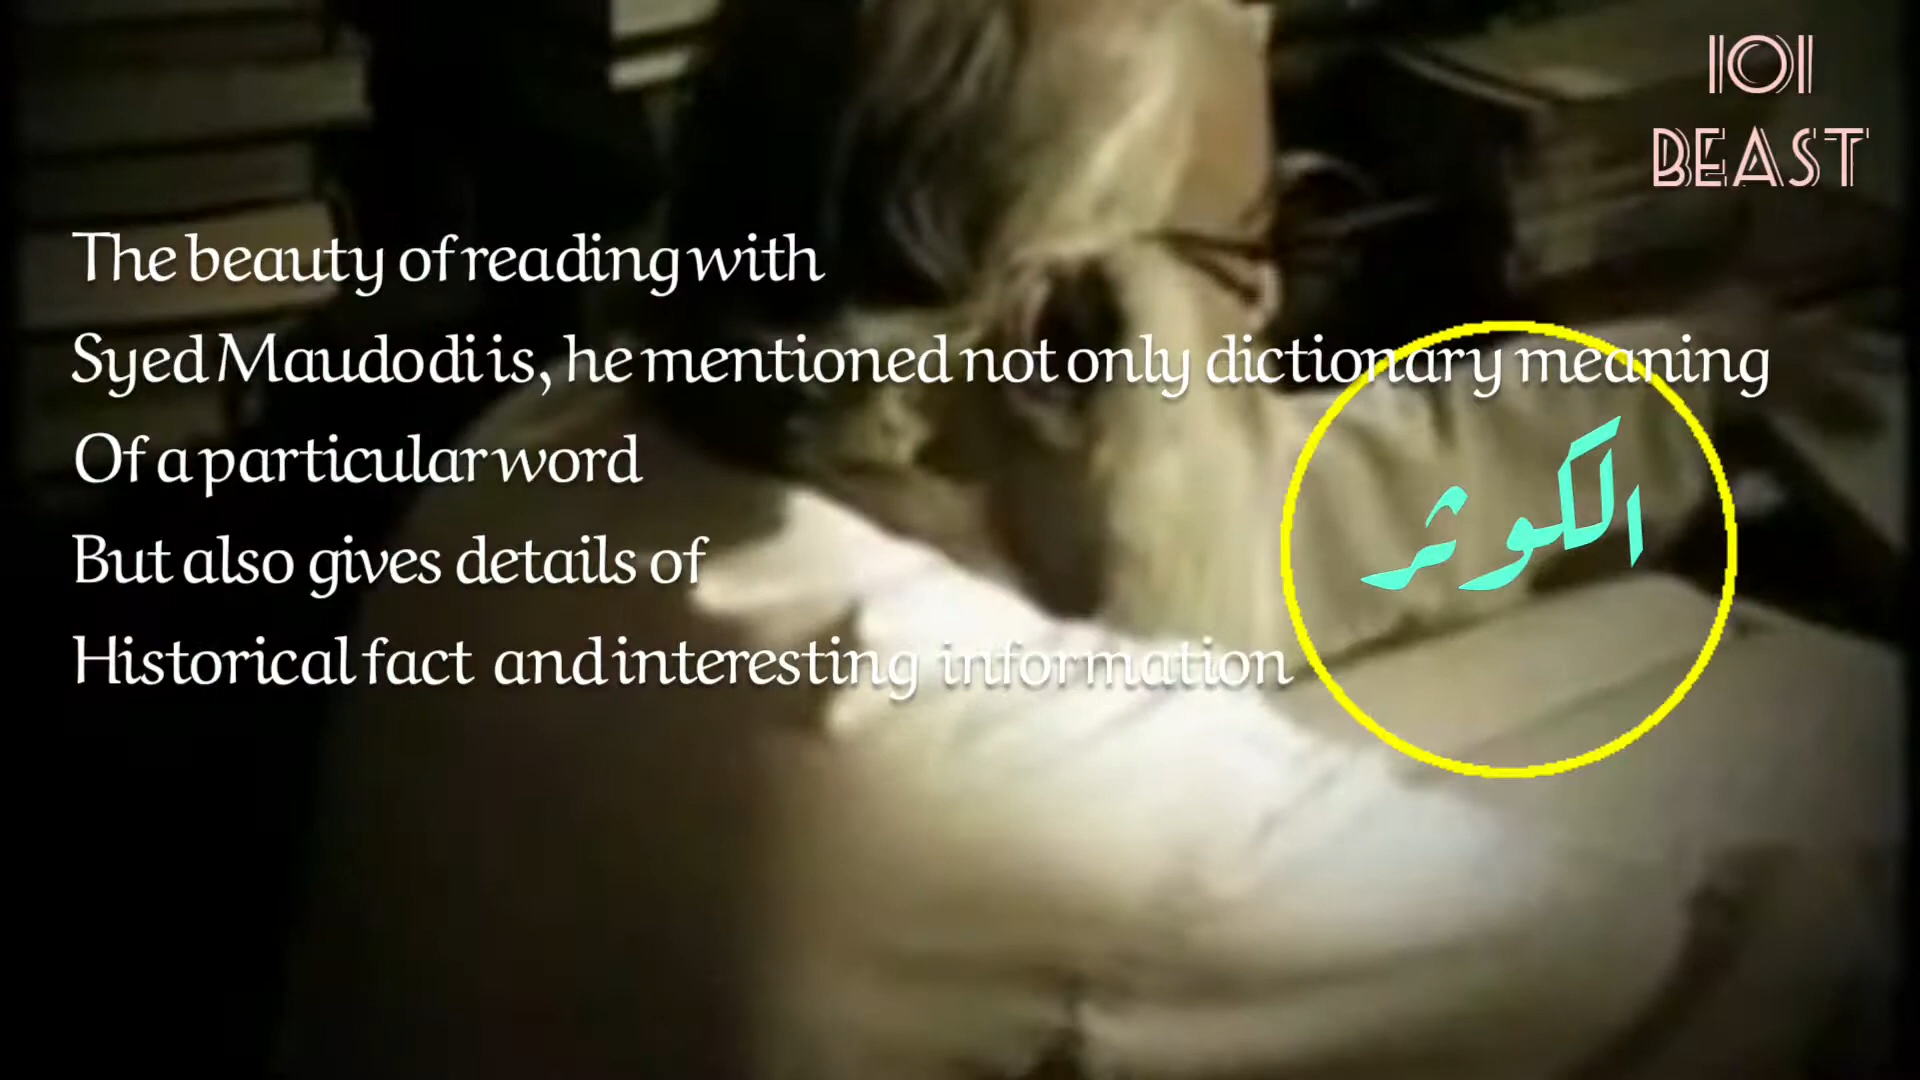 101
BEAST
The beauty of reading with
Syed Maudodi is, he mentioned not only dictionary meaning
Of a particular word
الكوثر
But also gives details of
Historical fact and interesting information